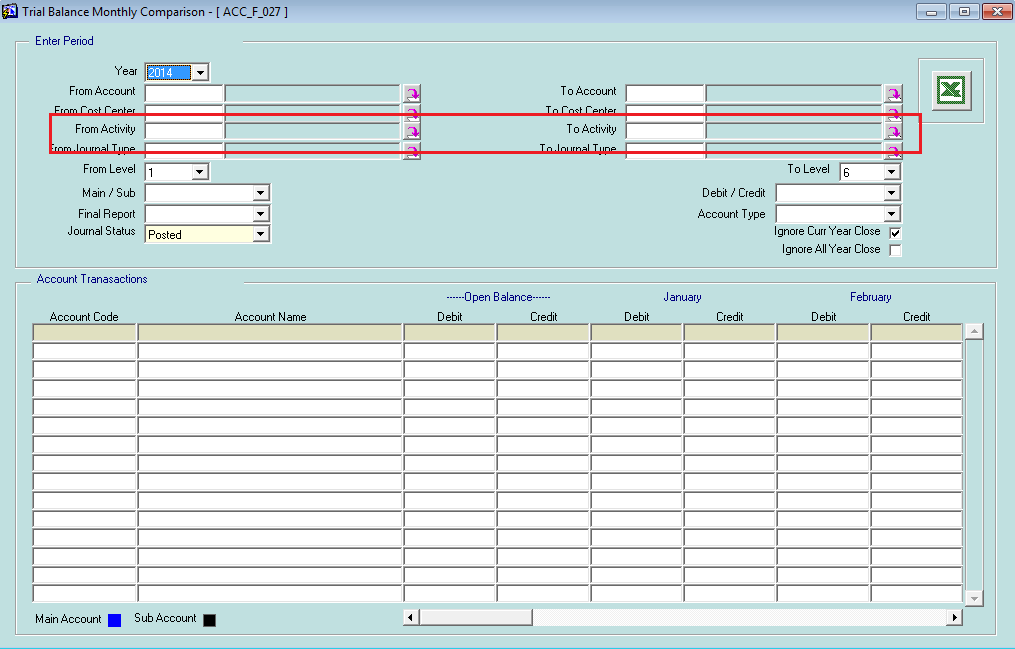 Trial Balance Monthly Comparison - [ ACC_F_027 ]
Enter Period
Year 2014
From Account To Account
From Cost Center To Cost Center
From Activity To Activity
From Journal Type To Journal Type
From Level 1 To Level 6
Main / Sub Debit / Credit
Final Report Account Type
Journal Status Posted Ignore Curr Year Close
Ignore All Year Close
Account Tranasactions
------Open Balance------ January February
Account Code Account Name Debit Credit Debit Credit Debit Credit
Main Account Sub Account